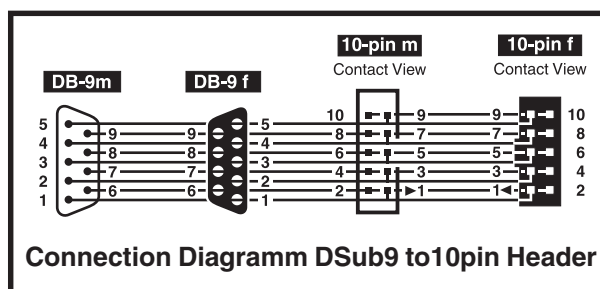 10-pin m 10-pin f
DB-9m DB-9 f Contact View Contact View
5 5 10 9 9 10
9 9
4 4 8 7 7 8
8 8
3 3 6 5 5 6
7 7
2 2 4 3 3 4
6 6
1 1 2 ►1 1◄ 2
Connection Diagramm DSub9 to10pin Header